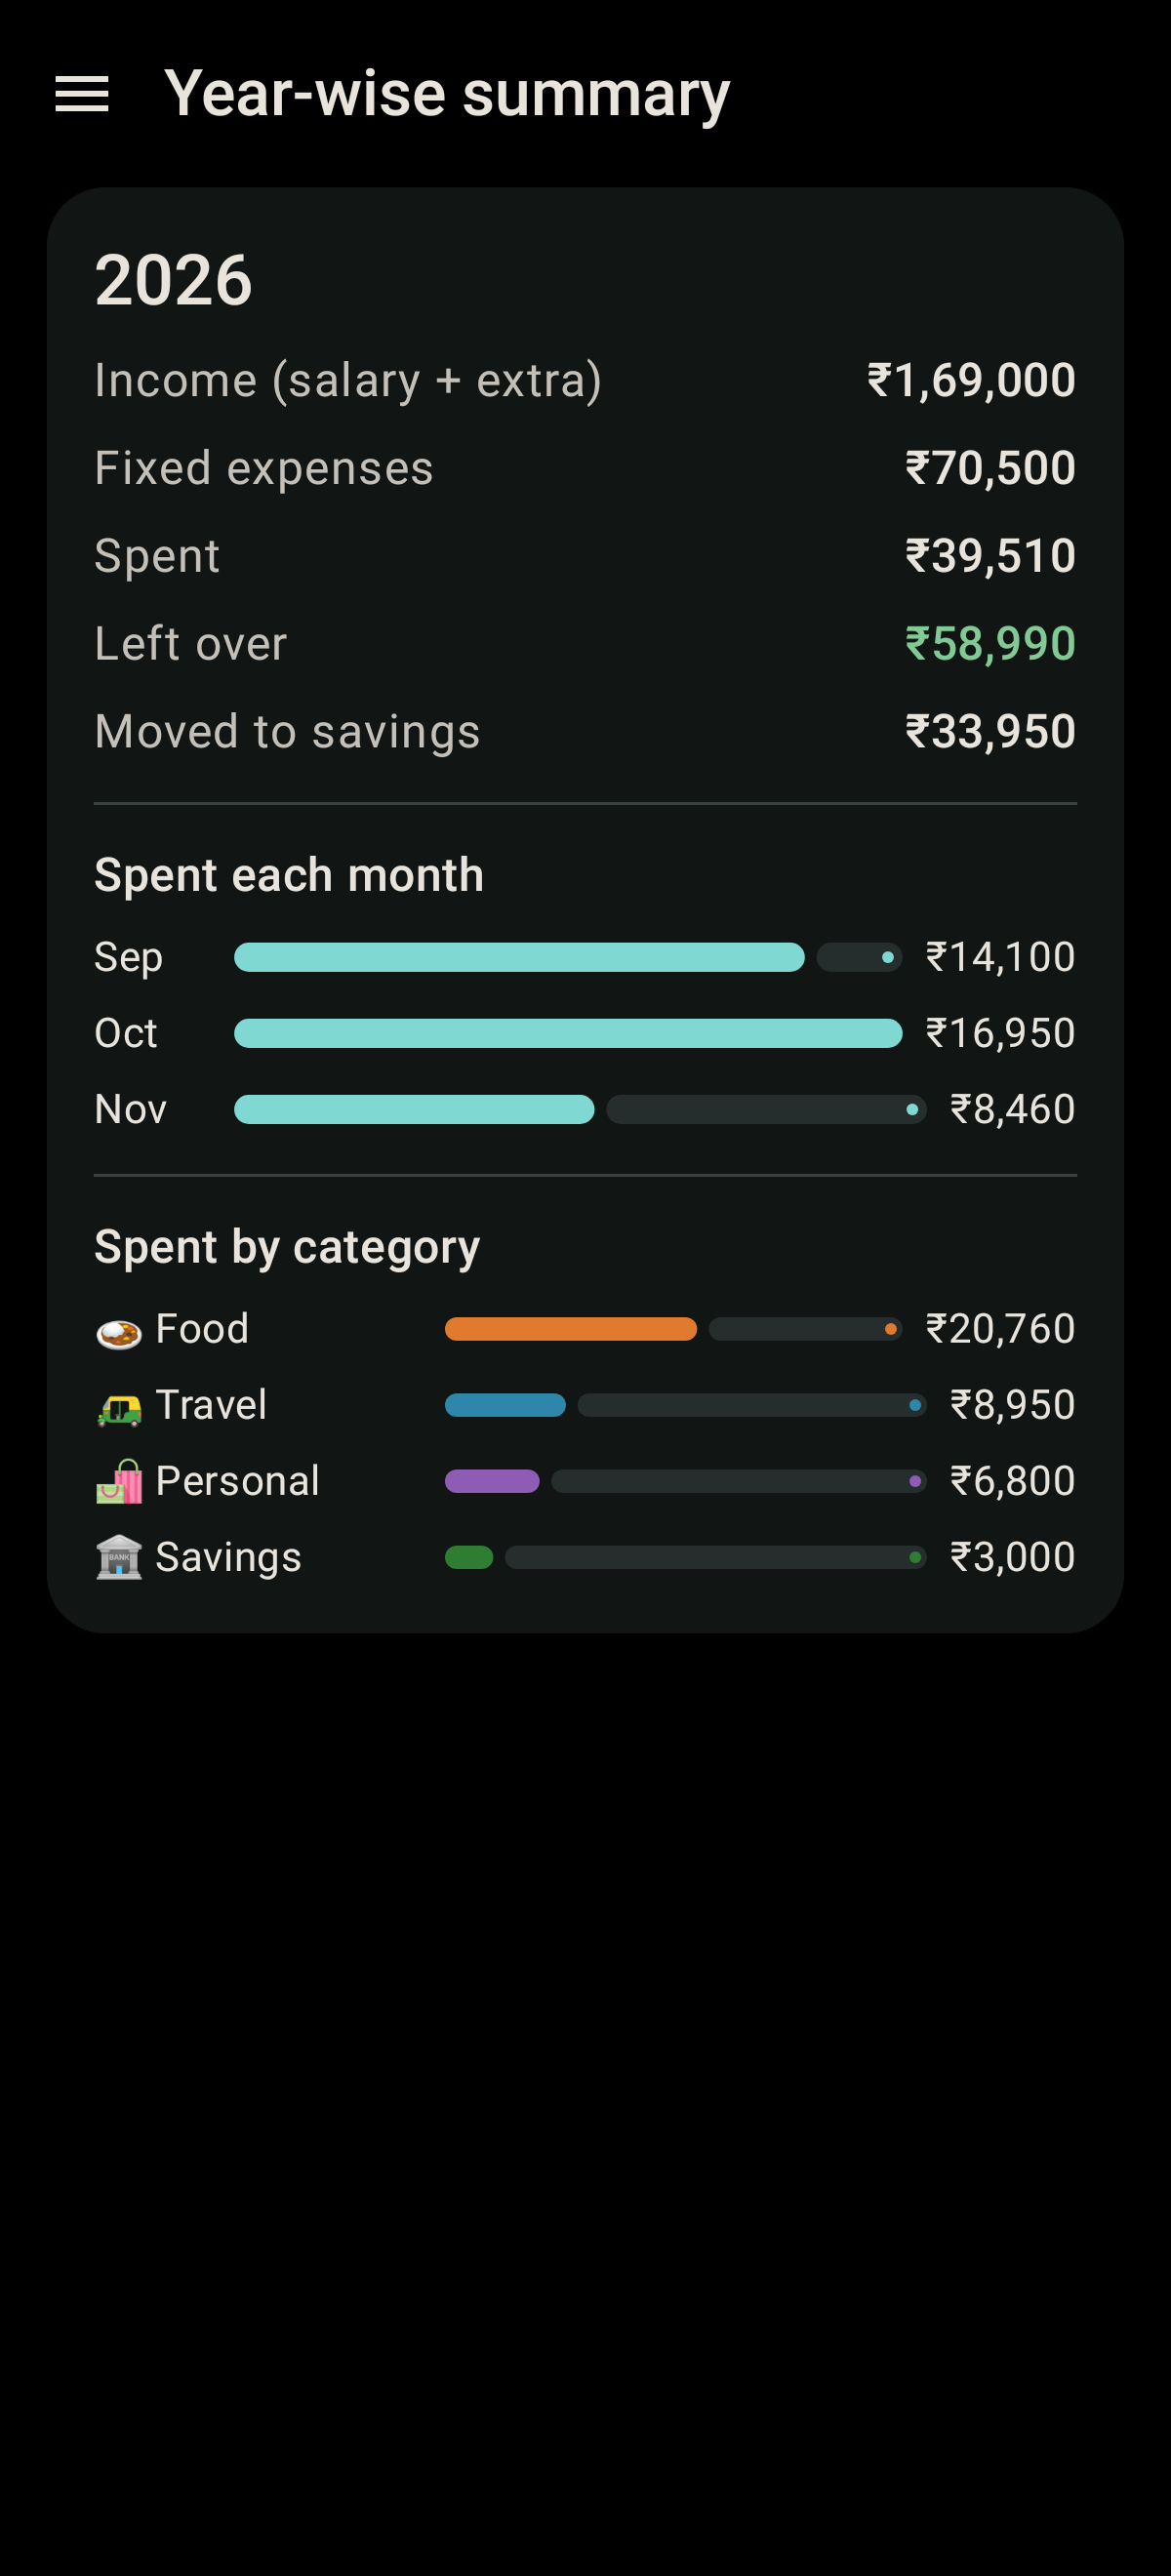 Year-wise summary
2026
Income (salary + extra) ₹1,69,000
Fixed expenses ₹70,500
Spent ₹39,510
Left over ₹58,990
Moved to savings ₹33,950
Spent each month
Sep ₹14,100
Oct ₹16,950
Nov ₹8,460
Spent by category
Food ₹20,760
Travel ₹8,950
Personal ₹6,800
BANK Savings ₹3,000